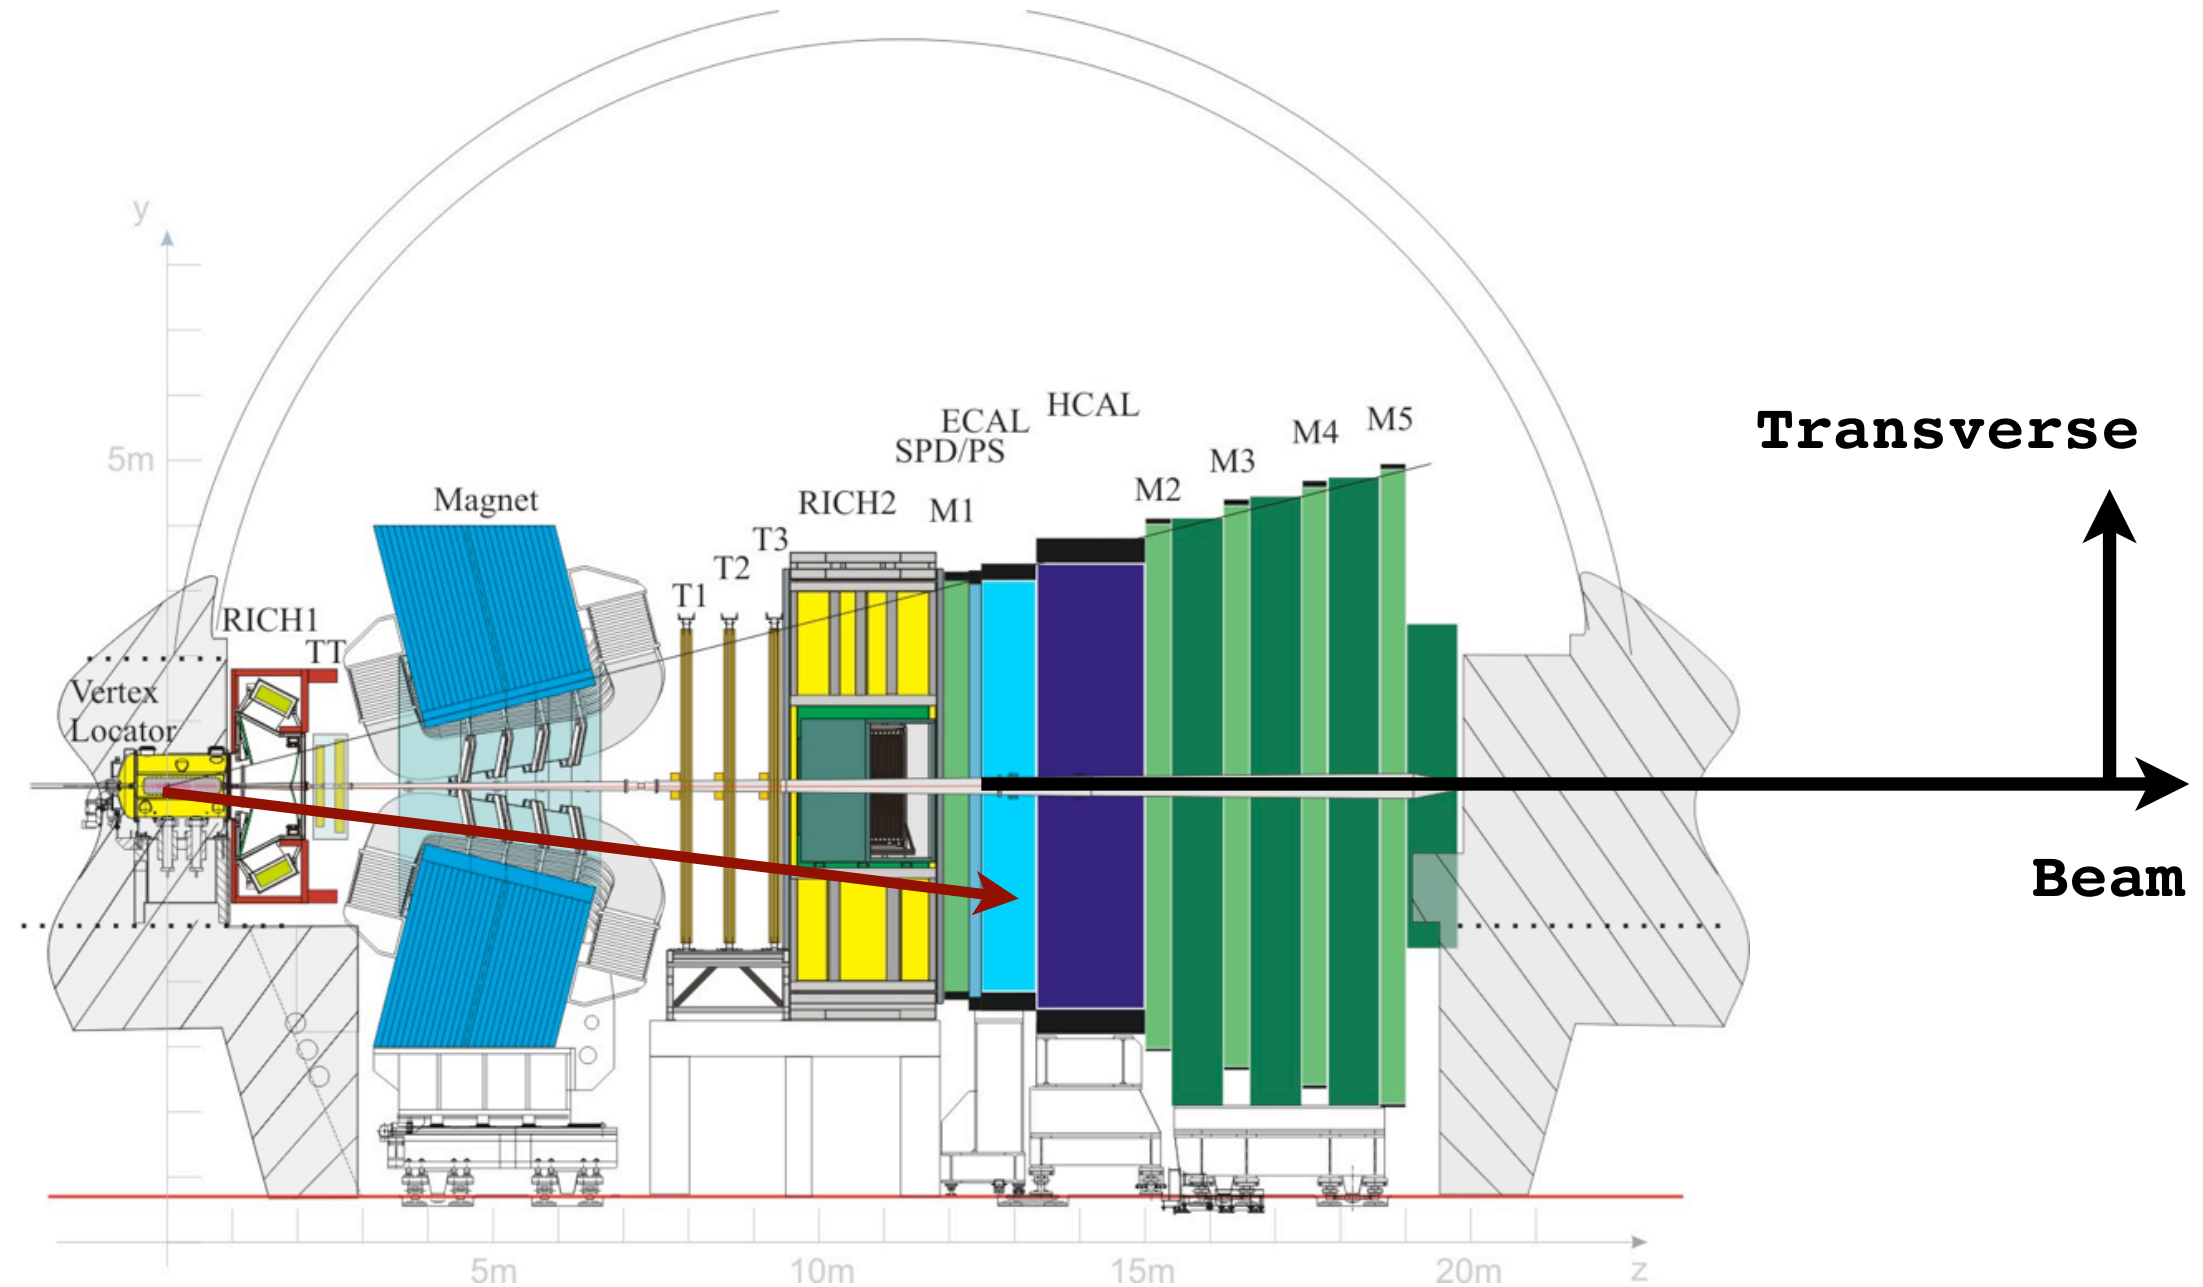 y
5m
Magnet
RICH1
TT
Vertex
Locator
T1
T2
T3
RICH2
M1
SPD/PS
ECAL
HCAL
M2
M3
M4
M5
Transverse
Beam
5m
10m
15m
20m
z